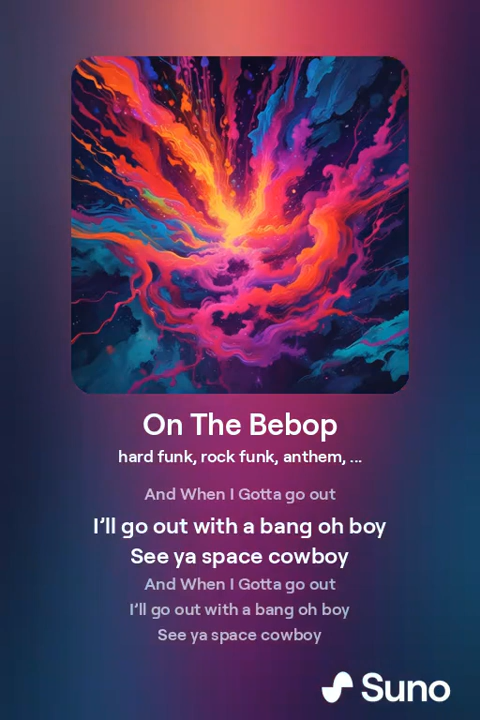 On The Bebop
hard funk, rock funk, anthem, ...
And When I Gotta go out
I'll go out with a bang oh boy
See ya space cowboy
And When I Gotta go out
I'll go out with a bang oh boy
See ya space cowboy
Suno